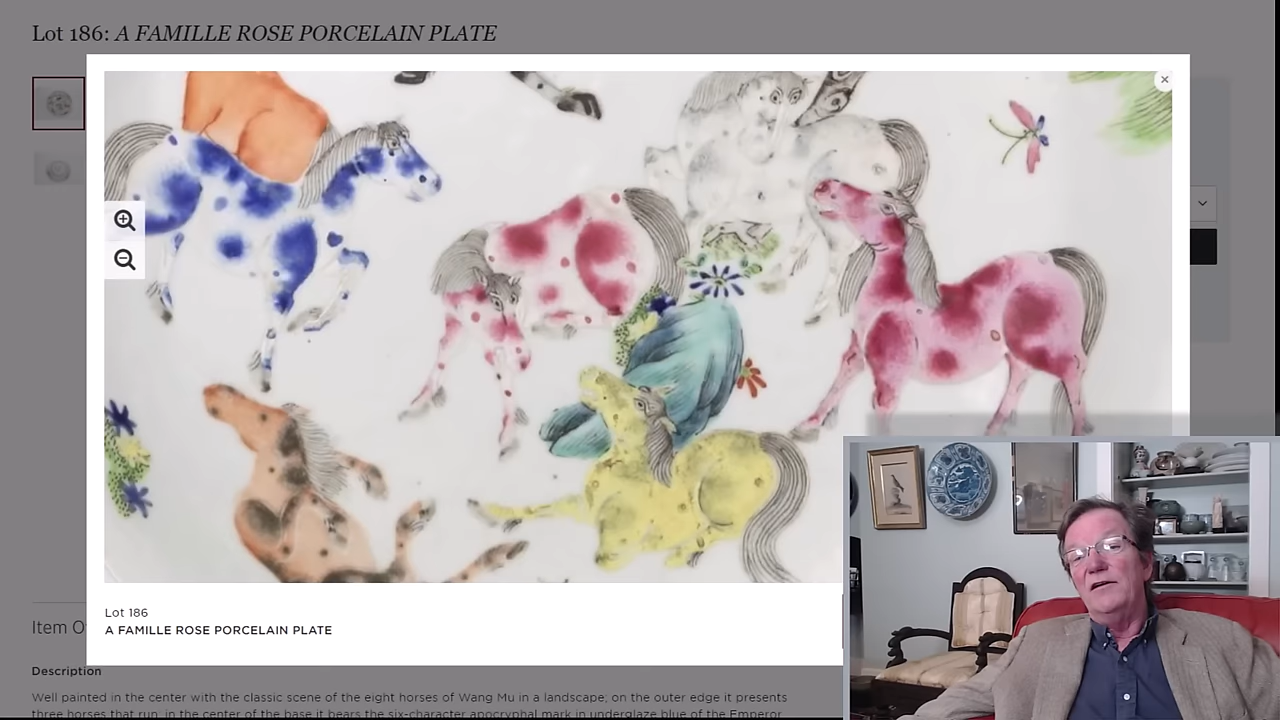 Lot 186: A FAMILLE ROSE PORCELAIN PLATE
Lot 186
A FAMILLE ROSE PORCELAIN PLATE
Item O
Description
Well painted in the center with the classic scene of the eight horses of Wang Mu in a landscape; on the outer edge it presents
three horses that run, in the center of the base it bears the six-character apocryphal mark in underglaze blue of the Emperor